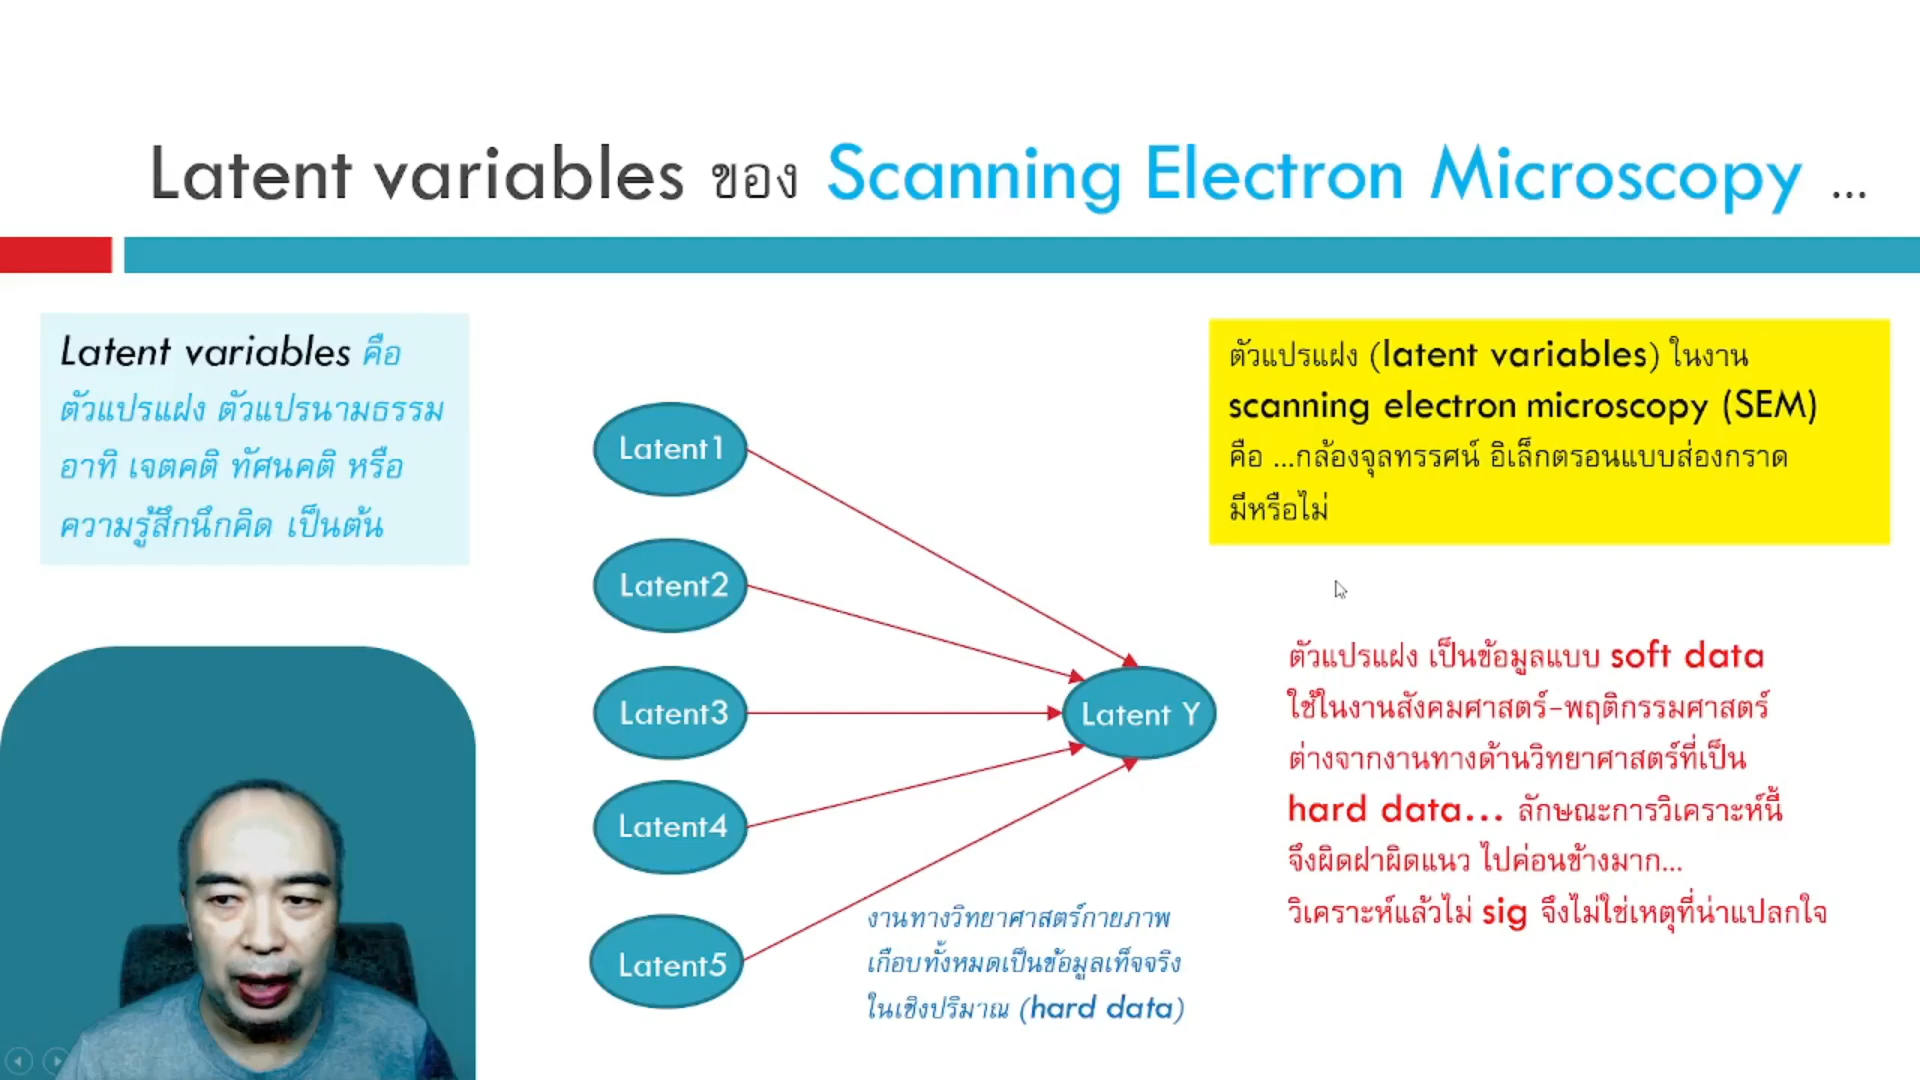 Latent variables ของ Scanning Electron Microscopy ...
Latent variables คือ
ตัวแปรแฝง ตัวแปรนามธรรม
อาทิ เจตคติ ทัศนคติ หรือ
ความรู้สึกนึกคิด เป็นต้น
Latent1
Latent2
Latent3
Latent4
Latent5
Latent Y
ตัวแปรแฝง (latent variables) ในงาน
scanning electron microscopy (SEM)
คือ ...กล้องจุลทรรศน์ อิเล็กตรอนแบบส่องกราด
มีหรือไม่
ตัวแปรแฝง เป็นข้อมูลแบบ soft data
ใช้ในงานสังคมศาสตร์-พฤติกรรมศาสตร์
ต่างจากงานทางด้านวิทยาศาสตร์ที่เป็น
hard data... ลักษณะการวิเคราะห์นี้
จึงผิดฝาผิดแนว ไปค่อนข้างมาก...
วิเคราะห์แล้วไม่ sig จึงไม่ใช่เหตุที่น่าแปลกใจ
งานทางวิทยาศาสตร์กายภาพ
เกือบทั้งหมดเป็นข้อมูลเท็จจริง
ในเชิงปริมาณ (hard data)